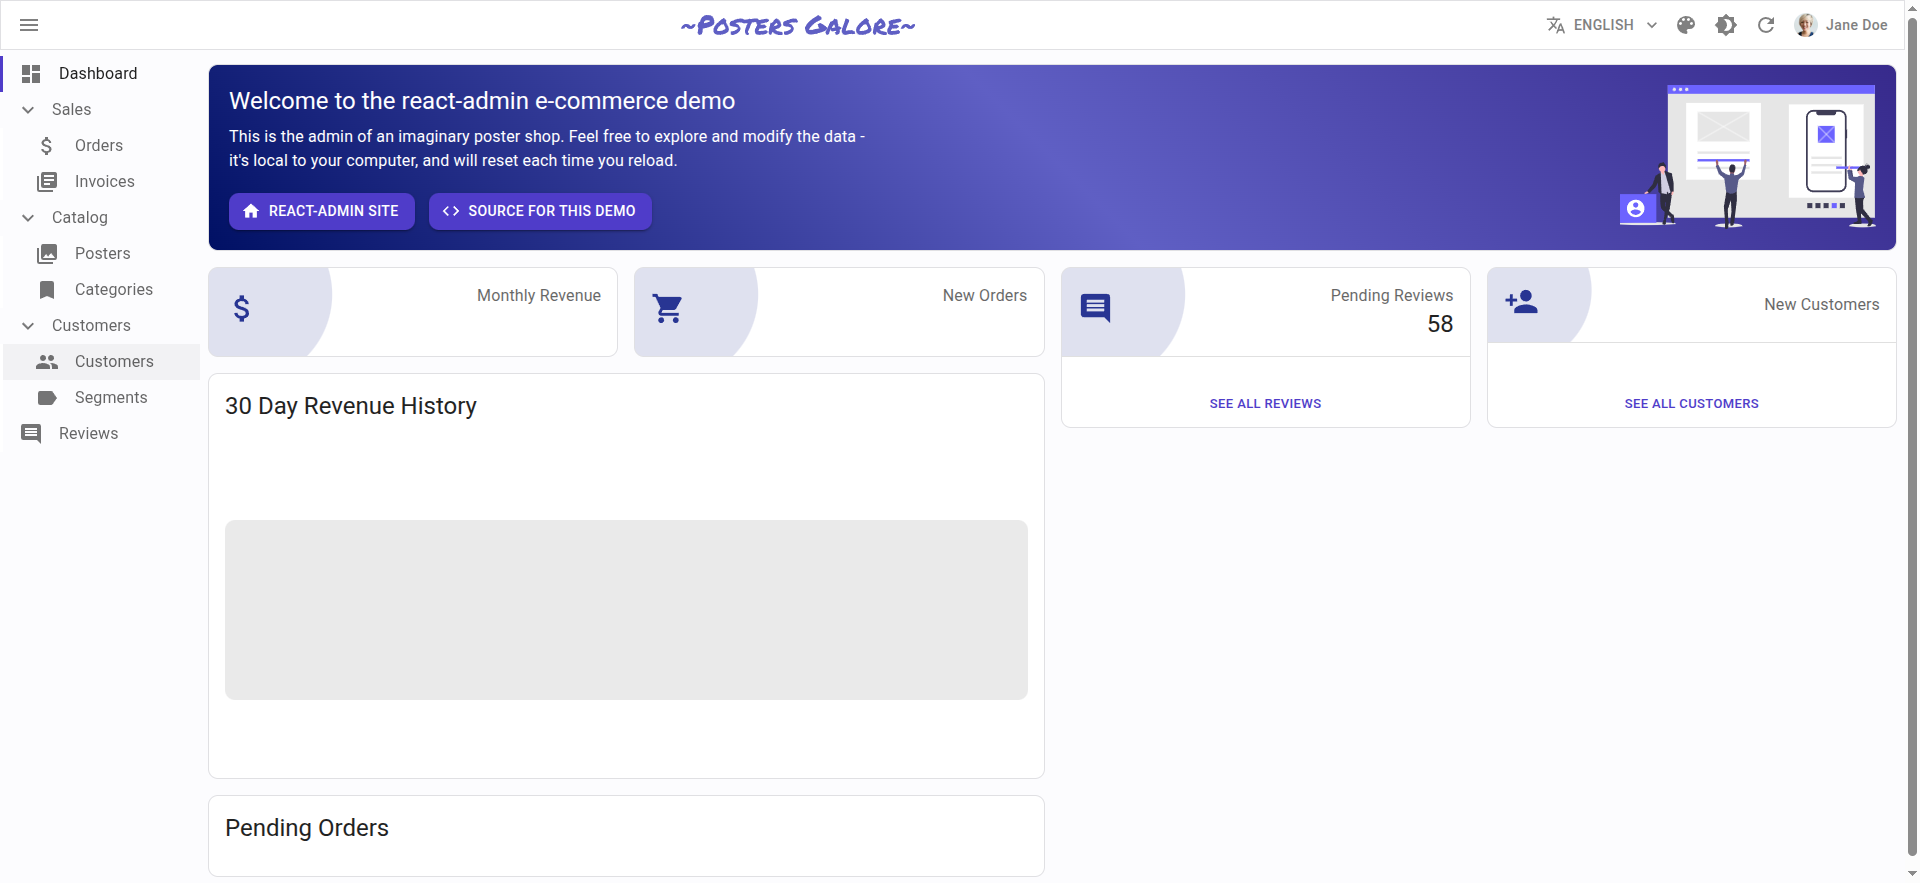 ~Posters Galore~
ENGLISH
Jane Doe
Dashboard
Sales
Orders
Invoices
Catalog
Posters
Categories
Customers
Customers
Segments
Reviews
Welcome to the react-admin e-commerce demo
This is the admin of an imaginary poster shop. Feel free to explore and modify the data -
it's local to your computer, and will reset each time you reload.
REACT-ADMIN SITE
SOURCE FOR THIS DEMO
Monthly Revenue
New Orders
Pending Reviews
58
SEE ALL REVIEWS
New Customers
SEE ALL CUSTOMERS
30 Day Revenue History
Pending Orders